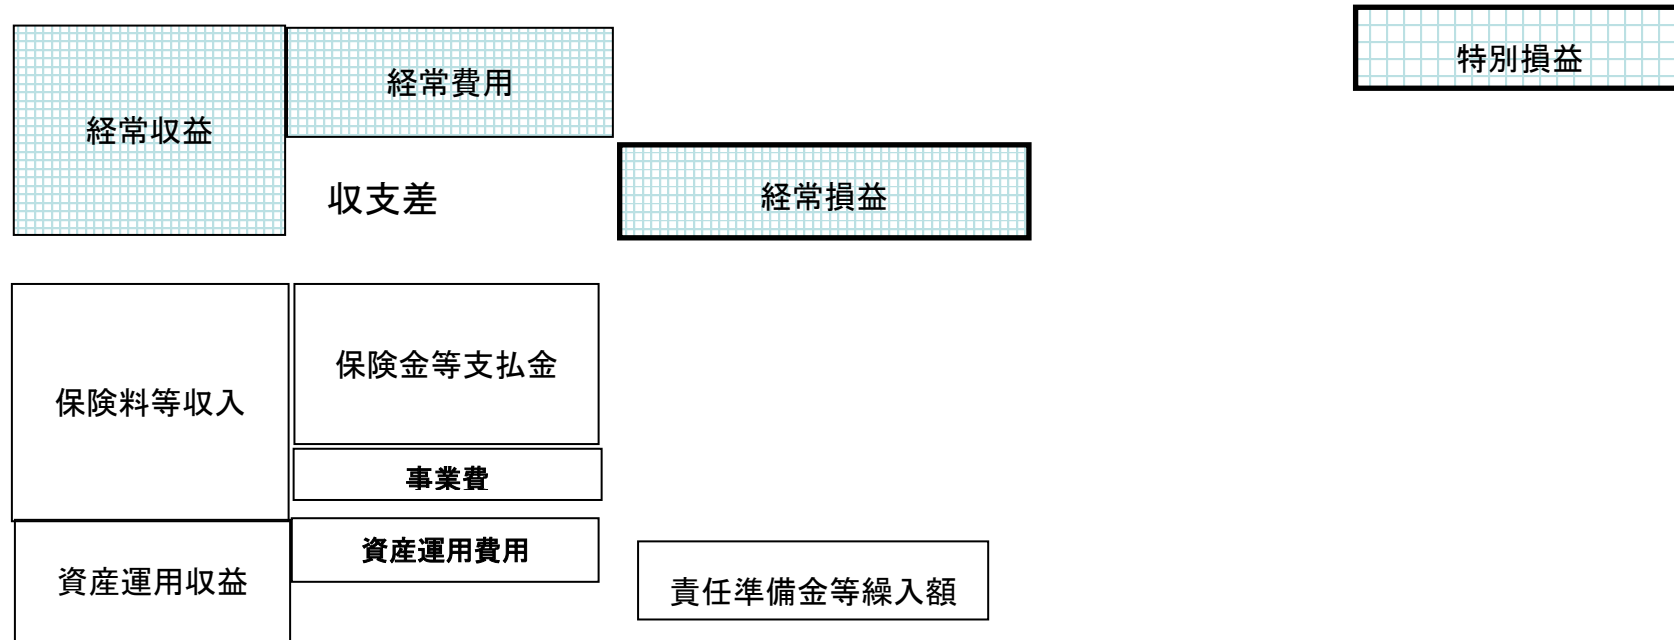 特別損益
経常収益
経常費用
収支差
経常損益
保険料等収入
保険金等支払金
事業費
資産運用収益
資産運用費用
責任準備金等繰入額